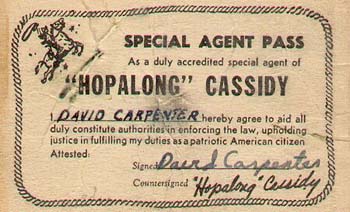 SPECIAL AGENT PASS
As a duly accredited special agent of
"HOPALONG" CASSIDY
I, DAVID CARPENTER hereby agree to aid all
duly constitute authorities in enforcing the law, upholding
justice in fulfilling my duties as a patriotic American citizen
Attested:
Signed David Carpenter
Countersigned "Hopalong" Cassidy